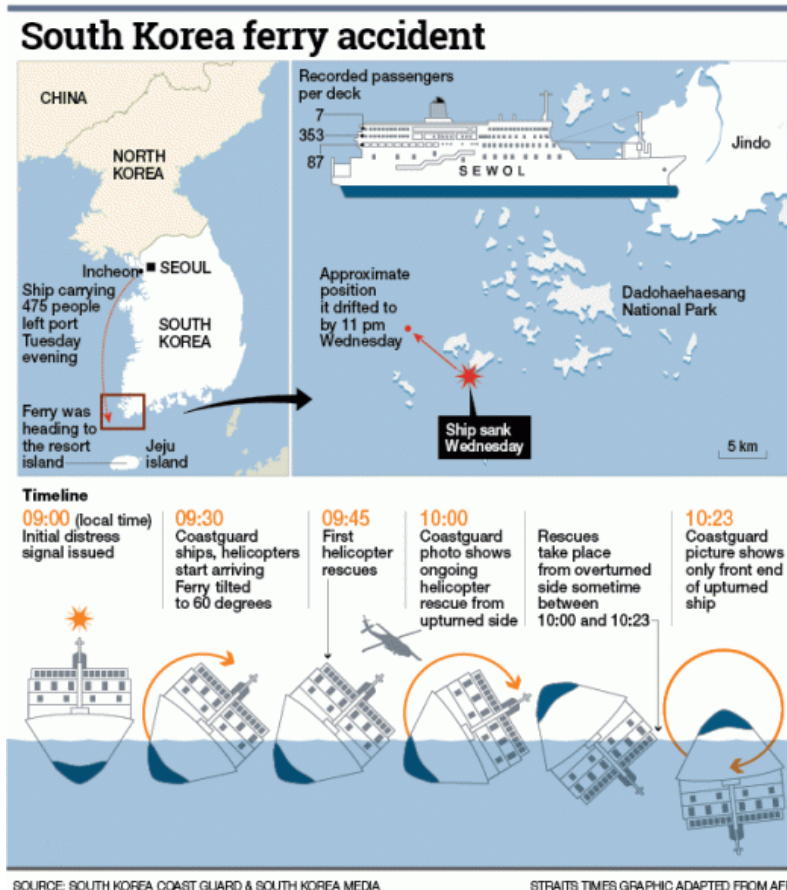 South Korea ferry accident
CHINA
NORTH
KOREA
Incheon
SEOUL
Ship carrying
475 people
left port
Tuesday
evening
SOUTH
KOREA
Ferry was
heading to
the resort
island
Jeju
island
Recorded passengers
per deck
7
353
87
SEWOL
Jindo
Approximate
position
it drifted to
by 11 pm
Wednesday
Dadohaehaesang
National Park
Ship sank
Wednesday
5 km
Timeline
09:00 (local time)
Initial distress
signal issued
09:30
Coastguard
ships, helicopters
start arriving
Ferry tilted
to 60 degrees
09:45
First
helicopter
rescues
10:00
Coastguard
photo shows
ongoing
helicopter
rescue from
upturned side
Rescues
take place
from overturned
side sometime
between
10:00 and 10:23
10:23
Coastguard
picture shows
only front end
of upturned
ship
SOURCE: SOUTH KOREA COAST GUARD & SOUTH KOREA MEDIA
STRAITS TIMES GRAPHIC ADAPTED FROM